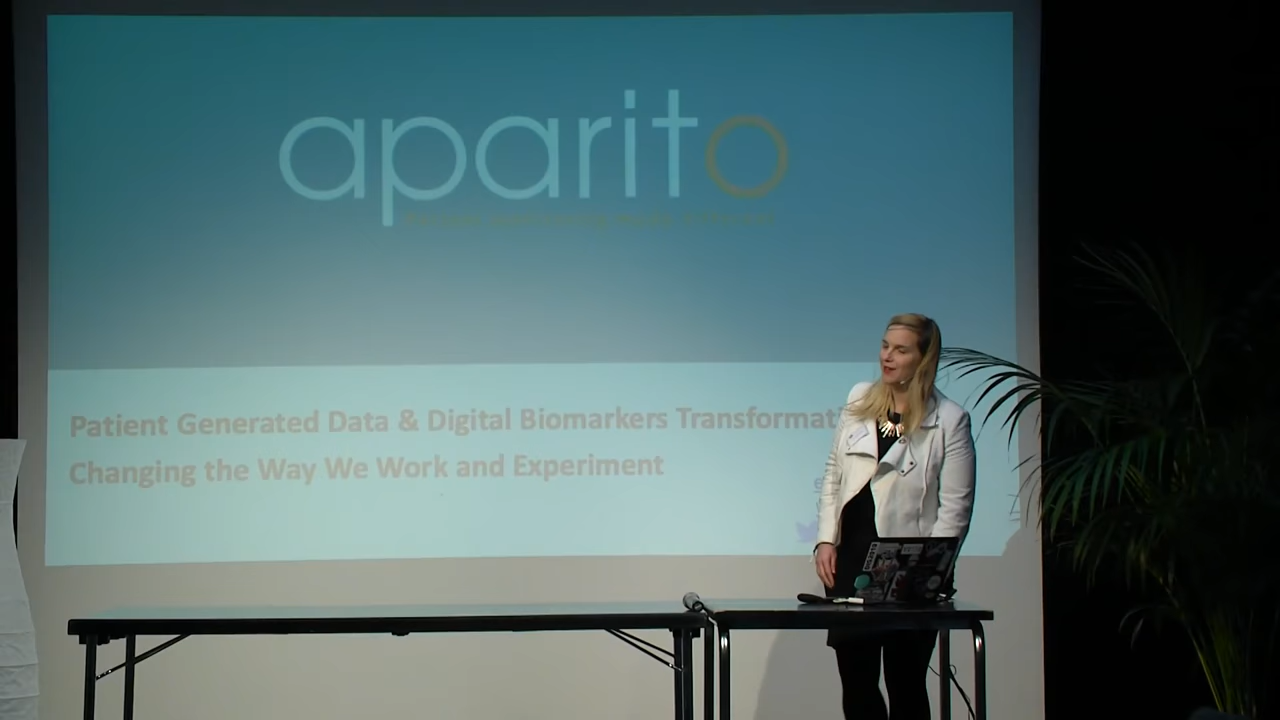 aparito
Patient Generated Data & Digital Biomarkers Transformati
Changing the Way We Work and Experiment